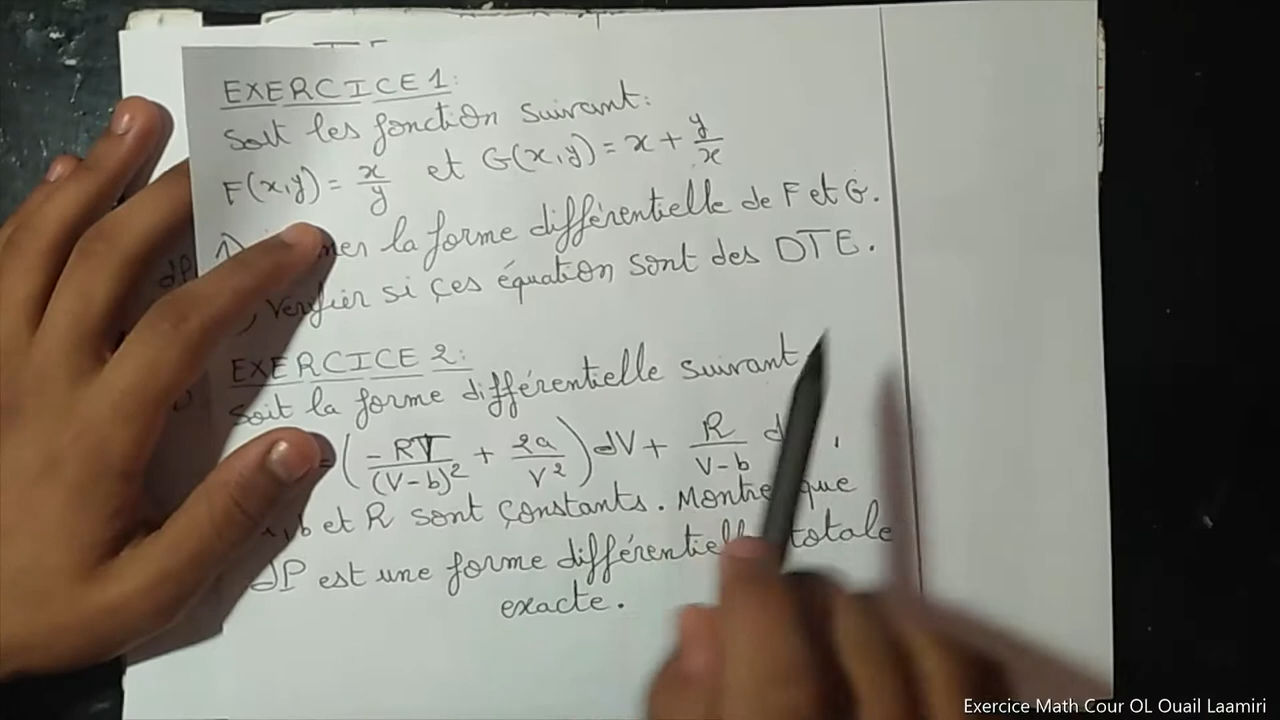 EXERCICE 1:
Soit les fonction suivant:
F(x,y) = x/y et G(x,y) = x + y/x
1) la forme différentielle de F et G.
) Vérifier si ces équation sont des DTE.
EXERCICE 2:
Soit la forme différentielle suivant
= (-RT/(V-b)² + 2a/V²) dV + R/(V-b) d ,
,b et R sont constants. Montre que
dP est une forme différentielle totale
exacte.
Exercice Math Cour OL Ouail Laamiri